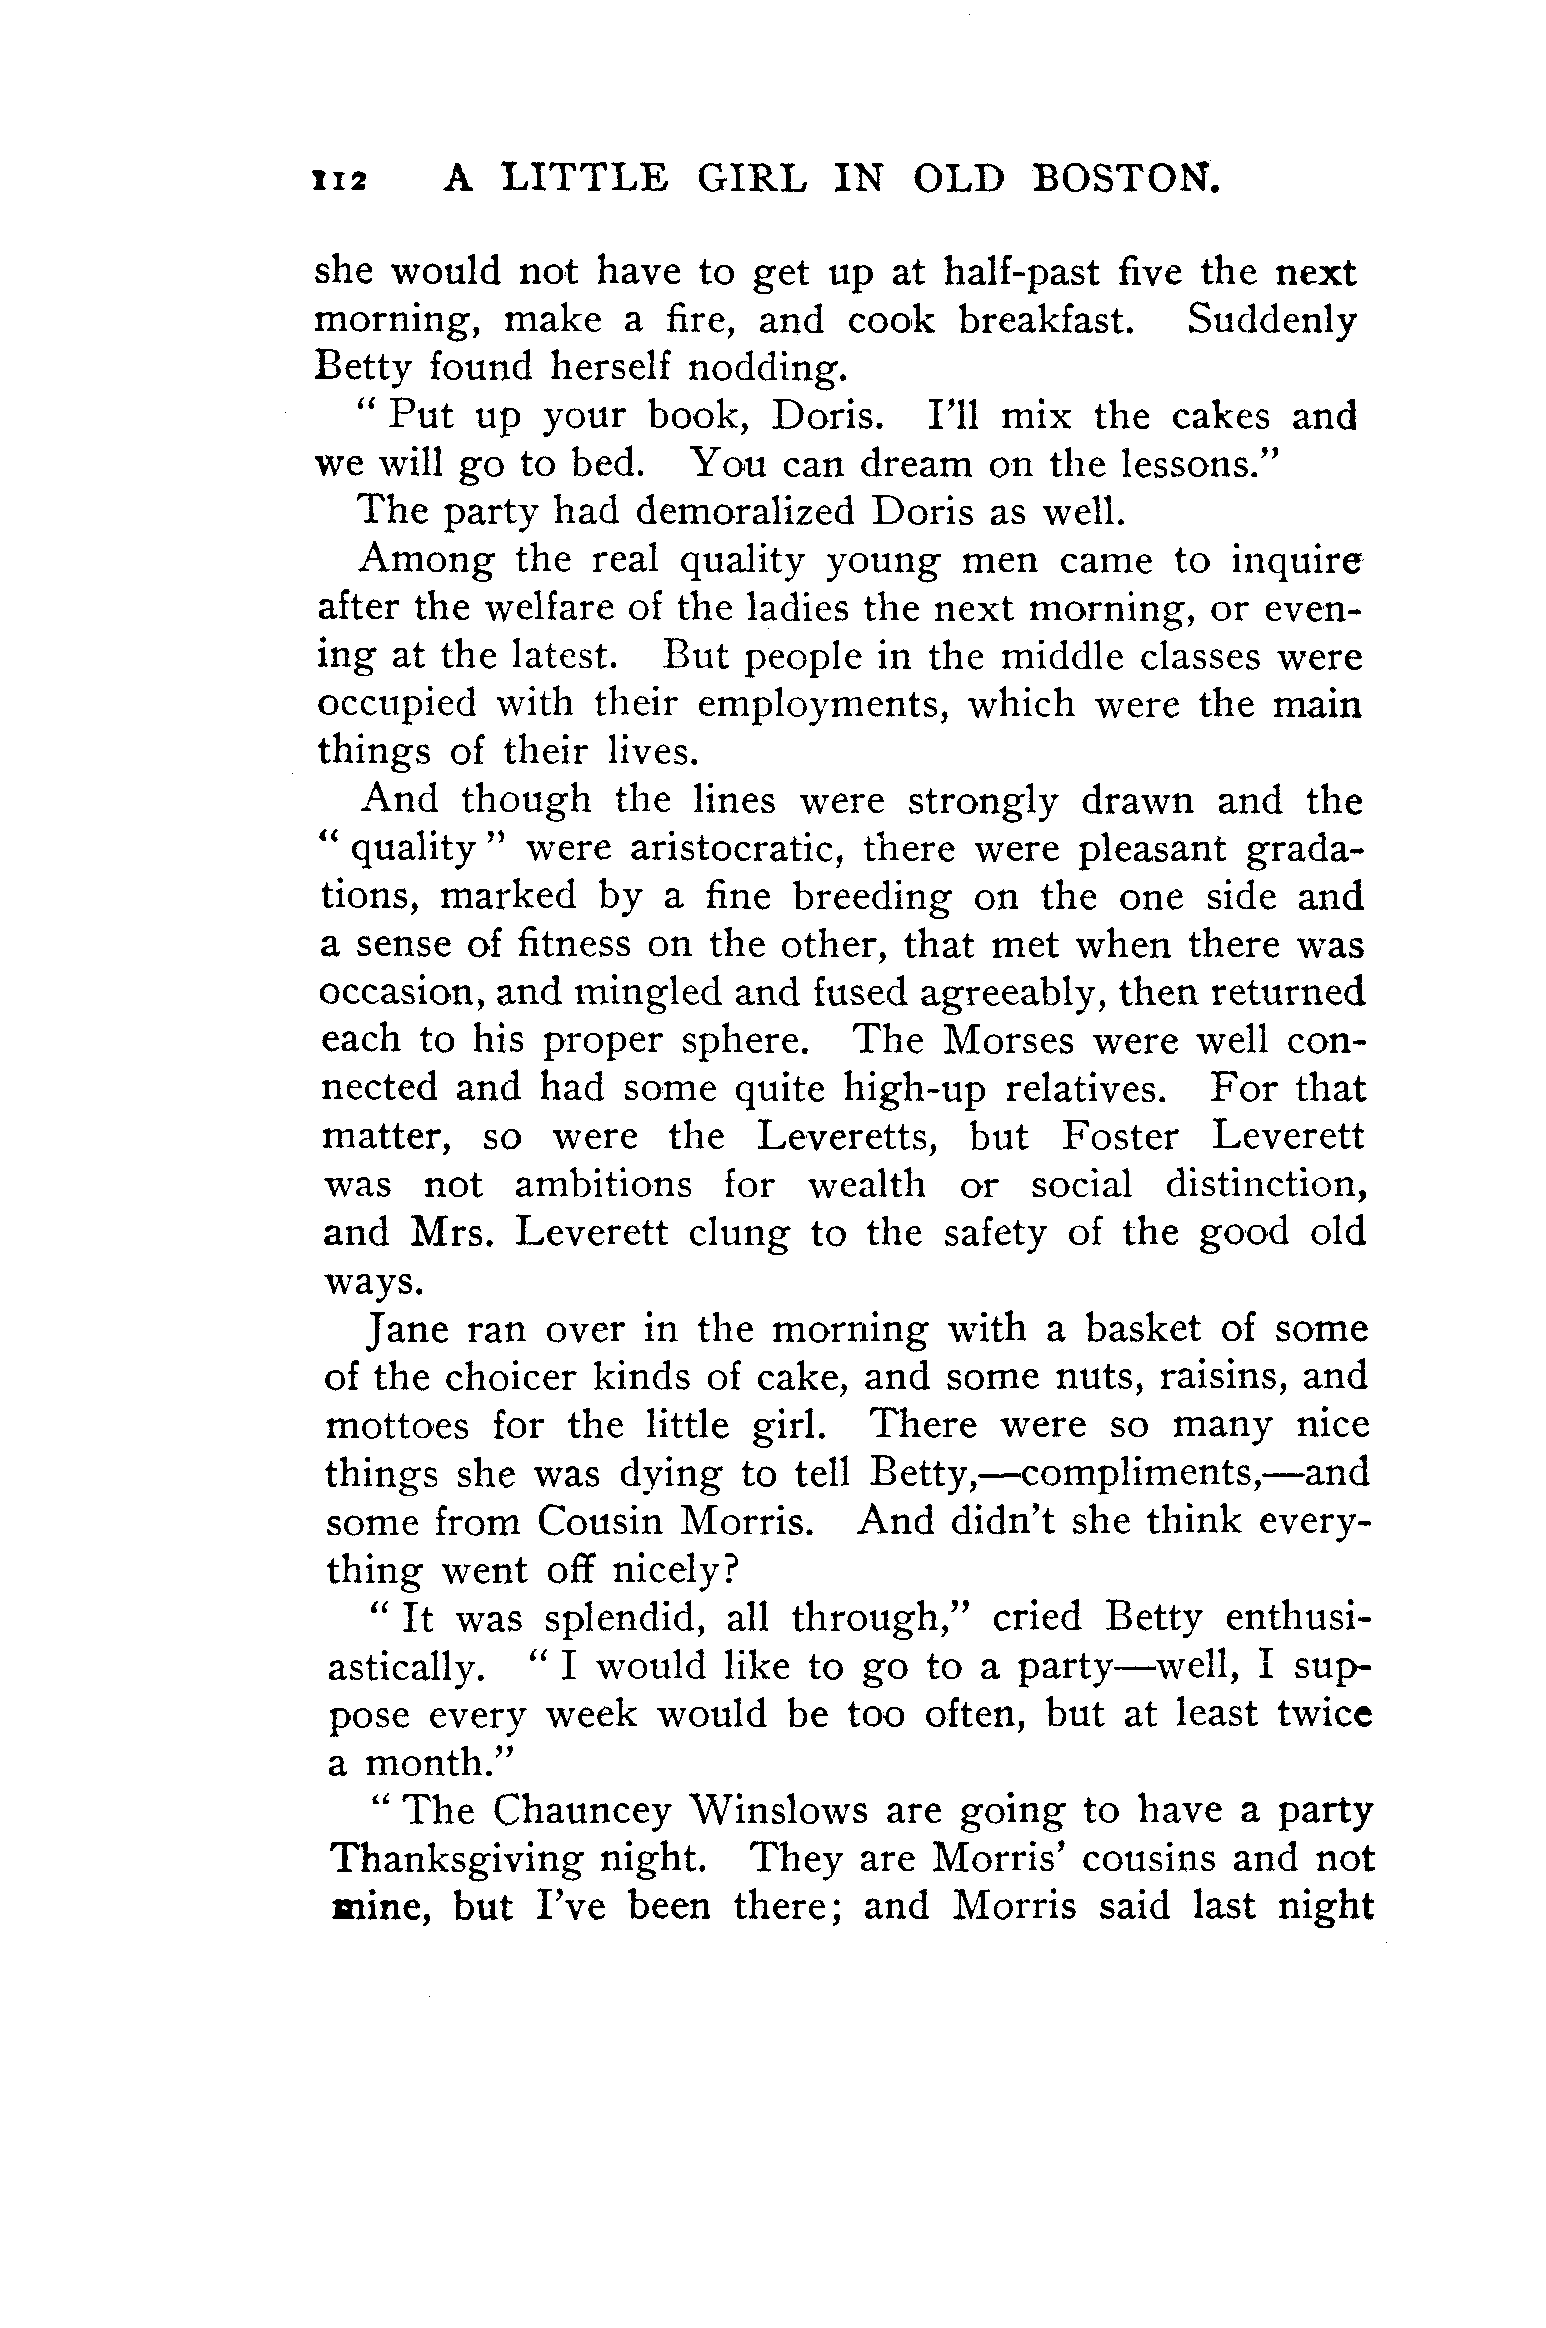 112 A LITTLE GIRL IN OLD BOSTON.
she would not have to get up at half-past five the next
morning, make a fire, and cook breakfast. Suddenly
Betty found herself nodding.
" Put up your book, Doris. I'll mix the cakes and
we will go to bed. You can dream on the lessons."
The party had demoralized Doris as well.
Among the real quality young men came to inquire
after the welfare of the ladies the next morning, or even-
ing at the latest. But people in the middle classes were
occupied with their employments, which were the main
things of their lives.
And though the lines were strongly drawn and the
" quality " were aristocratic, there were pleasant grada-
tions, marked by a fine breeding on the one side and
a sense of fitness on the other, that met when there was
occasion, and mingled and fused agreeably, then returned
each to his proper sphere. The Morses were well con-
nected and had some quite high-up relatives. For that
matter, so were the Leveretts, but Foster Leverett
was not ambitions for wealth or social distinction,
and Mrs. Leverett clung to the safety of the good old
ways.
Jane ran over in the morning with a basket of some
of the choicer kinds of cake, and some nuts, raisins, and
mottoes for the little girl. There were so many nice
things she was dying to tell Betty,—compliments,—and
some from Cousin Morris. And didn't she think every-
thing went off nicely?
" It was splendid, all through," cried Betty enthusi-
astically. " I would like to go to a party—well, I sup-
pose every week would be too often, but at least twice
a month."
" The Chauncey Winslows are going to have a party
Thanksgiving night. They are Morris' cousins and not
mine, but I've been there; and Morris said last night